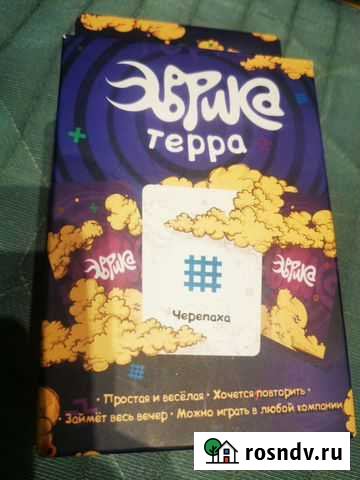 Эврика
терра
Эврика
Эврика
Черепаха
· Простая и весёлая · Хочется повторить ·
Займёт весь вечер · Можно играть в любой компании
rosndv.ru